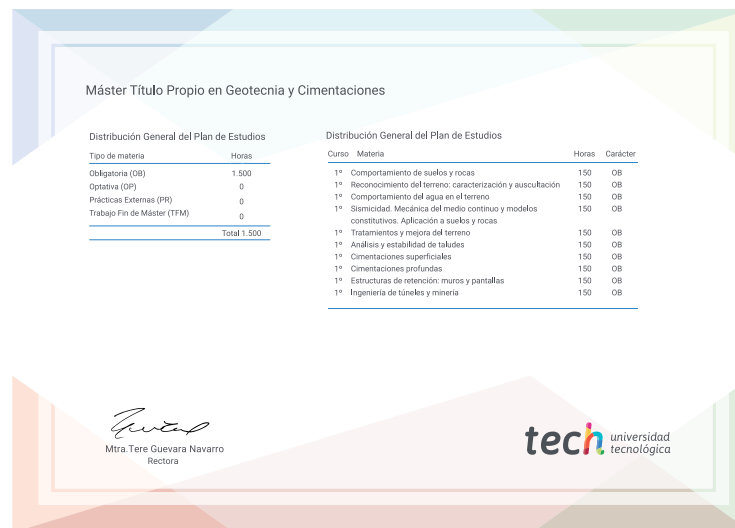 Máster Título Propio en Geotecnia y Cimentaciones
Distribución General del Plan de Estudios
Tipo de materia Horas
Obligatoria (OB) 1.500
Optativa (OP) 0
Prácticas Externas (PR) 0
Trabajo Fin de Máster (TFM) 0
Total 1.500
Distribución General del Plan de Estudios
Curso Materia Horas Carácter
1º Comportamiento de suelos y rocas 150 OB
1º Reconocimiento del terreno: caracterización y auscultación 150 OB
1º Comportamiento del agua en el terreno 150 OB
1º Sismicidad. Mecánica del medio continuo y modelos 150 OB
constitutivos. Aplicación a suelos y rocas
1º Tratamientos y mejora del terreno 150 OB
1º Análisis y estabilidad de taludes 150 OB
1º Cimentaciones superficiales 150 OB
1º Cimentaciones profundas 150 OB
1º Estructuras de retención: muros y pantallas 150 OB
1º Ingeniería de túneles y minería 150 OB
Mtra.Tere Guevara Navarro
Rectora
tech universidad
tecnológica